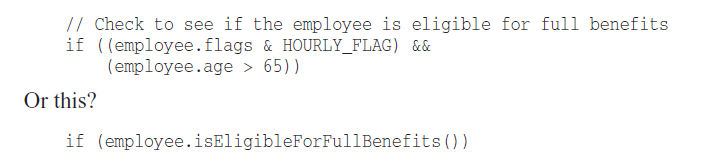 // Check to see if the employee is eligible for full benefits
if ((employee.flags & HOURLY_FLAG) &&
(employee.age > 65))
Or this?
if (employee.isEligibleForFullBenefits())